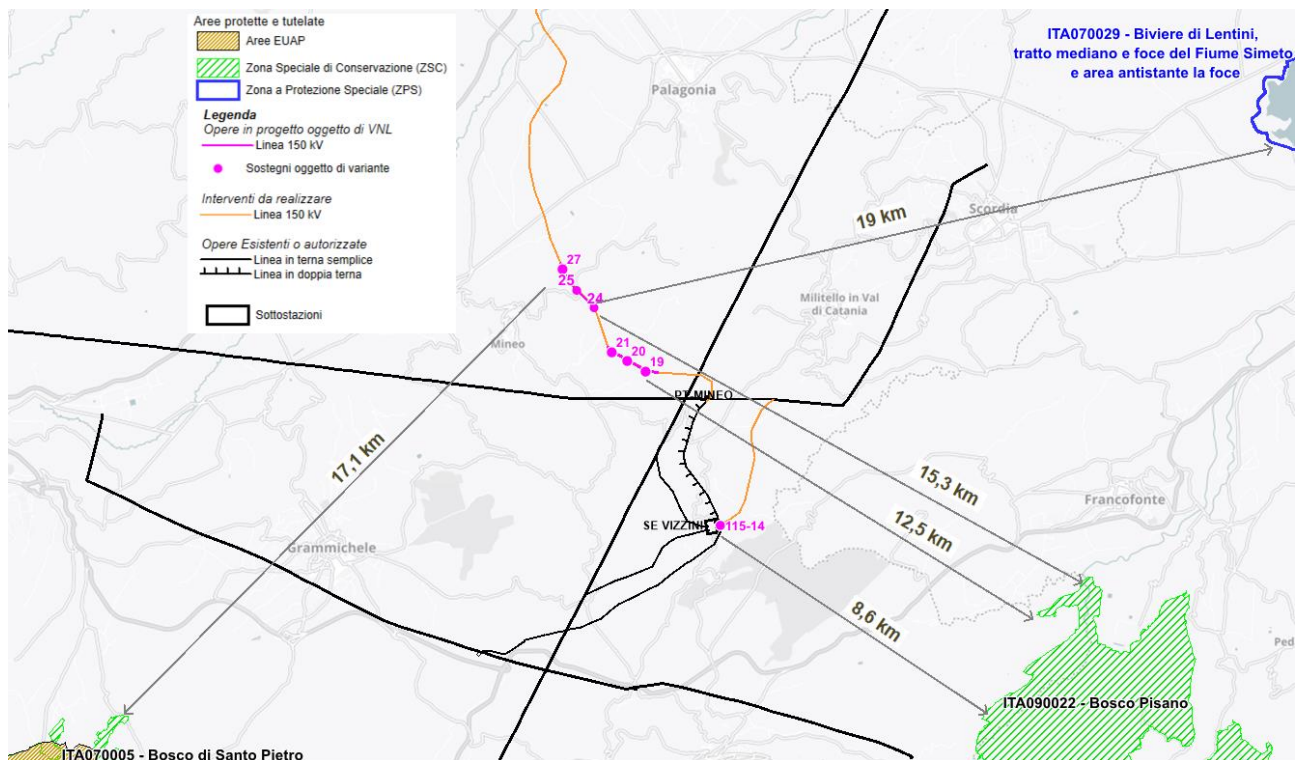 Aree protette e tutelate
Aree EUAP
Zona Speciale di Conservazione (ZSC)
Zona a Protezione Speciale (ZPS)
Legenda
Opere in progetto oggetto di VNL
Linea 150 kV
Sostegni oggetto di variante
Interventi da realizzare
Linea 150 kV
Opere Esistenti o autorizzate
Linea in terna semplice
Linea in doppia terna
Sottostazioni
ITA070029 - Biviere di Lentini,
tratto mediano e foce del Fiume Simeto
e area antistante la foce
Palagonia
Scordia
19 km
27
25
24
Militello in Val
di Catania
Mineo
21
20
19
PT MINEO
17,1 km
15,3 km
Francofonte
12,5 km
SE VIZZINI
115-14
Grammichele
8,6 km
Ped
ITA090022 - Bosco Pisano
ITA070005 - Bosco di Santo Pietro